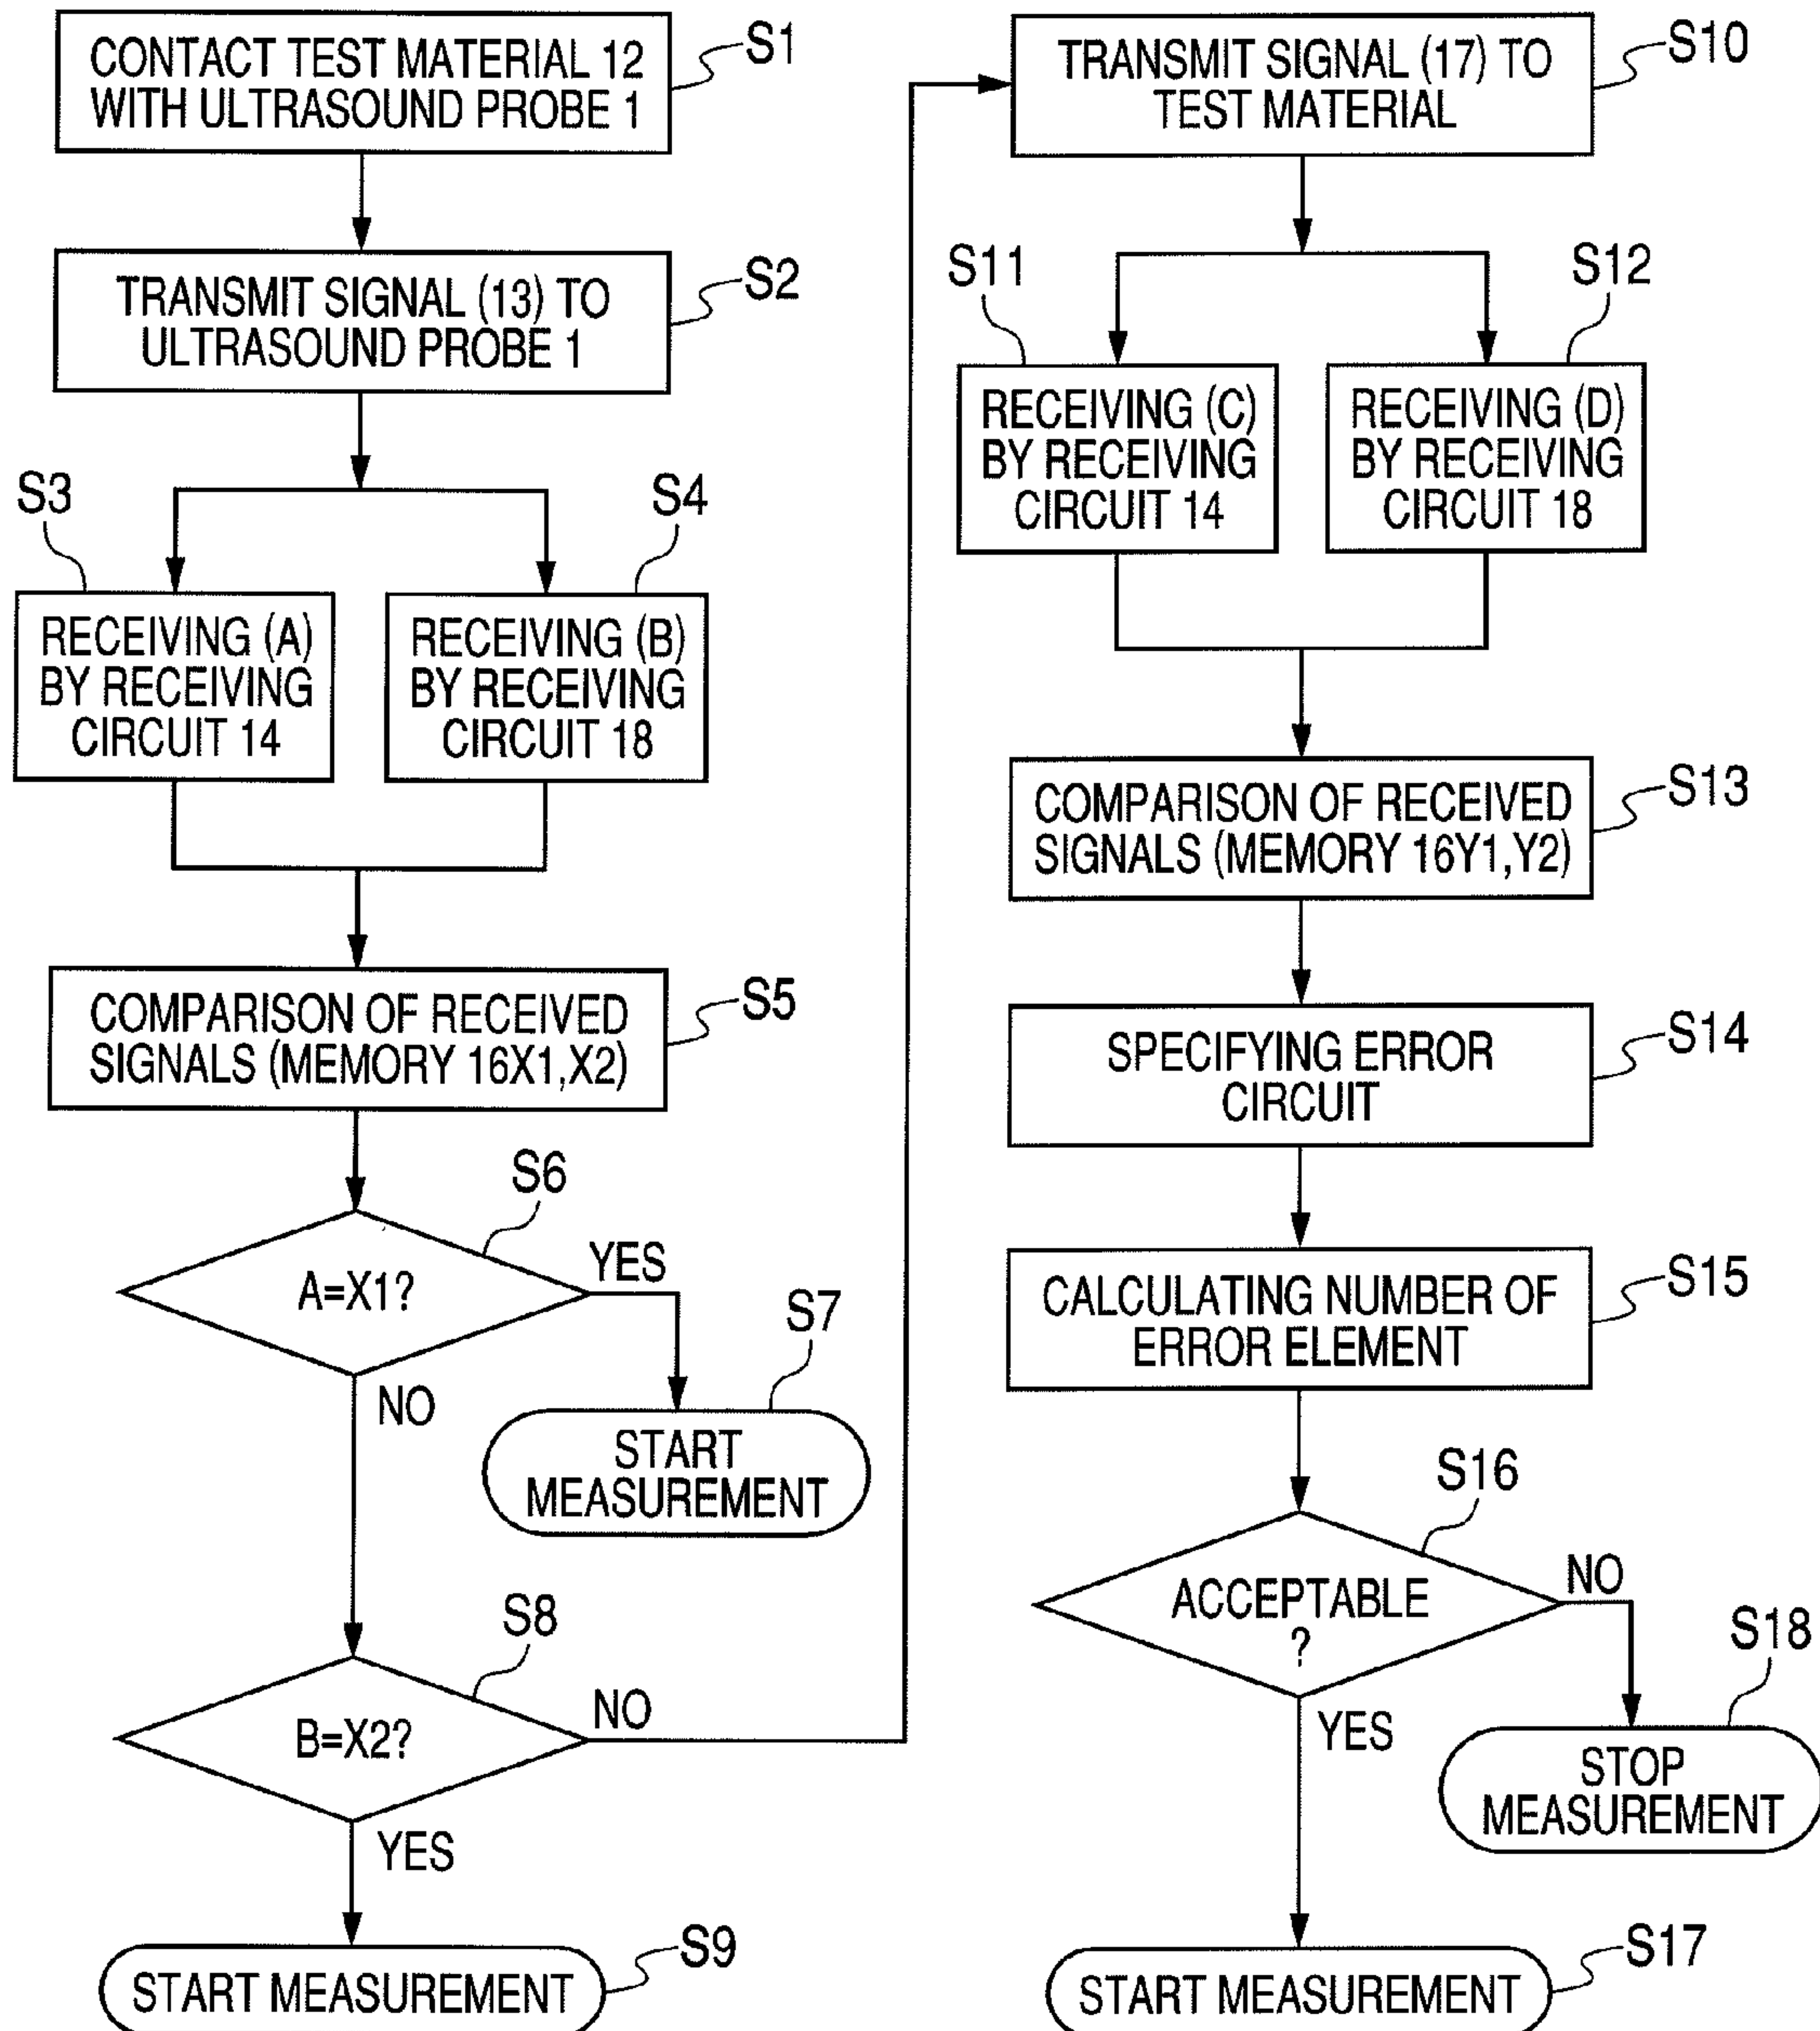 CONTACT TEST MATERIAL 12
WITH ULTRASOUND PROBE 1
S1
TRANSMIT SIGNAL (13) TO
ULTRASOUND PROBE 1
S2
S3
S4
RECEIVING (A)
BY RECEIVING
CIRCUIT 14
RECEIVING (B)
BY RECEIVING
CIRCUIT 18
COMPARISON OF RECEIVED
SIGNALS (MEMORY 16X1,X2)
S5
S6
A=X1?
YES
NO
S7
START
MEASUREMENT
S8
B=X2?
NO
YES
START MEASUREMENT
S9
TRANSMIT SIGNAL (17) TO
TEST MATERIAL
S10
S11
S12
RECEIVING (C)
BY RECEIVING
CIRCUIT 14
RECEIVING (D)
BY RECEIVING
CIRCUIT 18
COMPARISON OF RECEIVED
SIGNALS (MEMORY 16Y1,Y2)
S13
SPECIFYING ERROR
CIRCUIT
S14
CALCULATING NUMBER OF
ERROR ELEMENT
S15
S16
ACCEPTABLE
?
NO
YES
S18
STOP
MEASUREMENT
START MEASUREMENT
S17